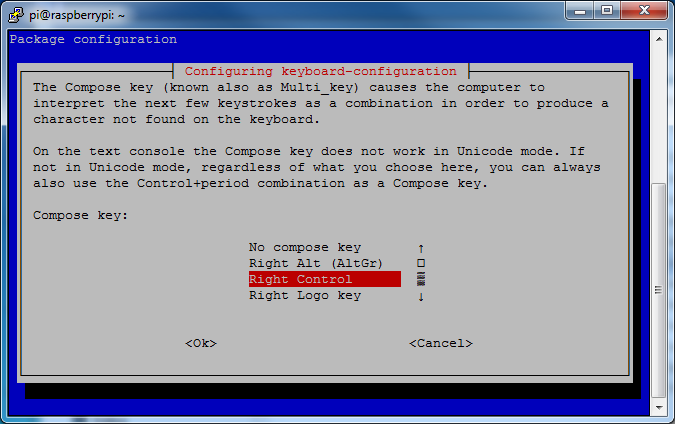 pi@raspberrypi: ~
Package configuration
Configuring keyboard-configuration
The Compose key (known also as Multi_key) causes the computer to
interpret the next few keystrokes as a combination in order to produce a
character not found on the keyboard.
On the text console the Compose key does not work in Unicode mode. If
not in Unicode mode, regardless of what you choose here, you can always
also use the Control+period combination as a Compose key.
Compose key:
No compose key ↑
Right Alt (AltGr)
Right Control
Right Logo key ↓
<Ok> <Cancel>